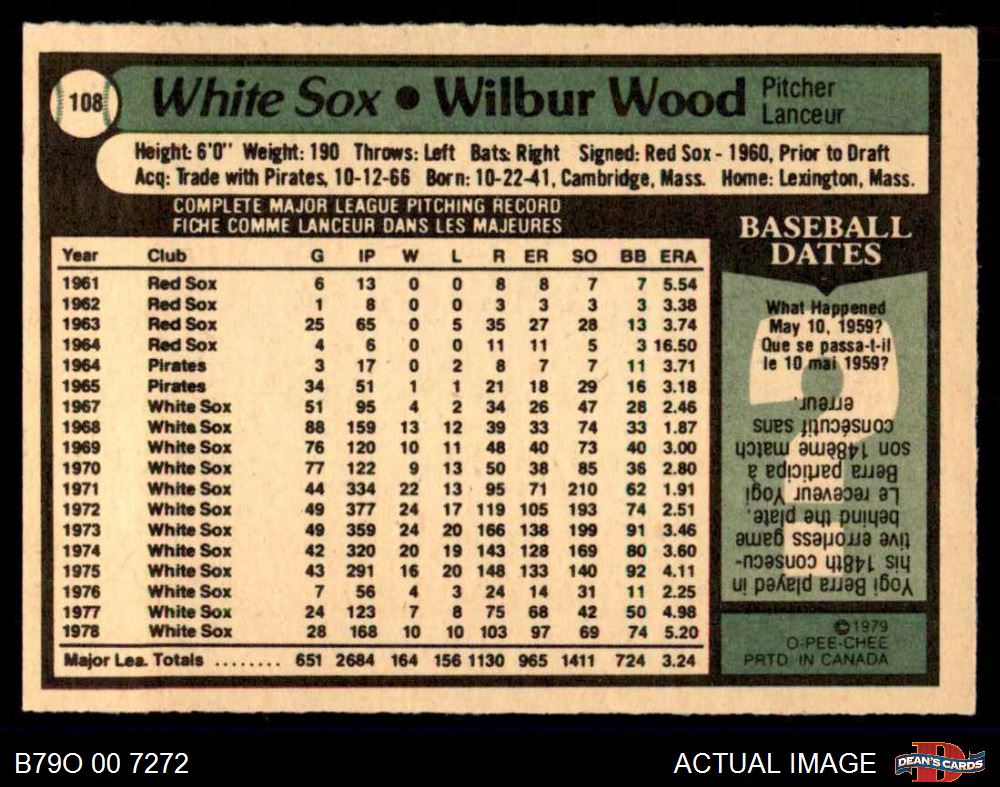 108
White Sox • Wilbur Wood Pitcher
Lanceur
Height: 6'0" Weight: 190 Throws: Left Bats: Right Signed: Red Sox - 1960, Prior to Draft
Acq: Trade with Pirates, 10-12-66 Born: 10-22-41, Cambridge, Mass. Home: Lexington, Mass.
COMPLETE MAJOR LEAGUE PITCHING RECORD
FICHE COMME LANCEUR DANS LES MAJEURES
Year Club G IP W L R ER SO BB ERA
1961 Red Sox 6 13 0 0 8 8 7 7 5.54
1962 Red Sox 1 8 0 0 3 3 3 3 3.38
1963 Red Sox 25 65 0 5 35 27 28 13 3.74
1964 Red Sox 4 6 0 0 11 11 5 3 16.50
1964 Pirates 3 17 0 2 8 7 7 11 3.71
1965 Pirates 34 51 1 1 21 18 29 16 3.18
1967 White Sox 51 95 4 2 34 26 47 28 2.46
1968 White Sox 88 159 13 12 39 33 74 33 1.87
1969 White Sox 76 120 10 11 48 40 73 40 3.00
1970 White Sox 77 122 9 13 50 38 85 36 2.80
1971 White Sox 44 334 22 13 95 71 210 62 1.91
1972 White Sox 49 377 24 17 119 105 193 74 2.51
1973 White Sox 49 359 24 20 166 138 199 91 3.46
1974 White Sox 42 320 20 19 143 128 169 80 3.60
1975 White Sox 43 291 16 20 148 133 140 92 4.11
1976 White Sox 7 56 4 3 24 14 31 11 2.25
1977 White Sox 24 123 7 8 75 68 42 50 4.98
1978 White Sox 28 168 10 10 103 97 69 74 5.20
Major Lea. Totals ........ 651 2684 164 156 1130 965 1411 724 3.24
BASEBALL
DATES
What Happened
May 10, 1959?
Que se passa-t-il
le 10 mai 1959?
Yogi Berra played in
his 148th consecu-
tive errorless game
behind the plate.
Le receveur Yogi
Berra participa à
son 148ème match
consécutif sans
erreur.
©1979
O-PEE-CHEE
PRTD. IN CANADA
B79O 00 7272
ACTUAL IMAGE
D
DEAN'S CARDS